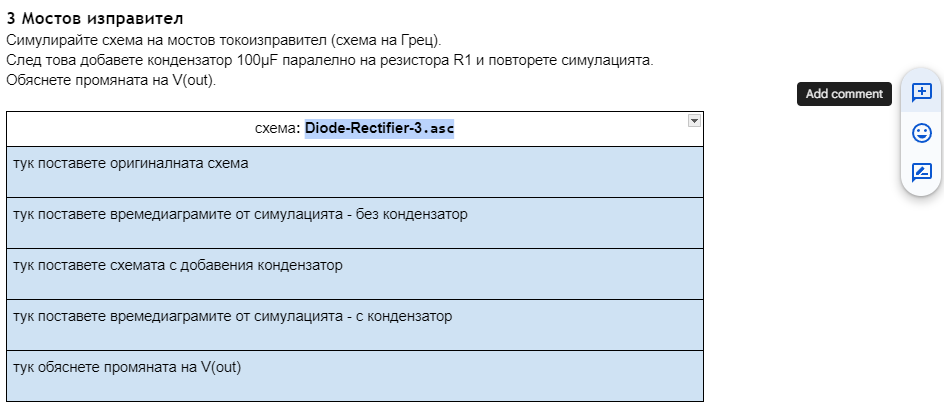 3 Мостов изправител
Симулирайте схема на мостов токоизправител (схема на Грец).
След това добавете кондензатор 100µF паралелно на резистора R1 и повторете симулацията.
Обяснете промяната на V(out).
Add comment
схема: Diode-Rectifier-3.asc
тук поставете оригиналната схема
тук поставете времедиаграмите от симулацията - без кондензатор
тук поставете схемата с добавения кондензатор
тук поставете времедиаграмите от симулацията - с кондензатор
тук обяснете промяната на V(out)